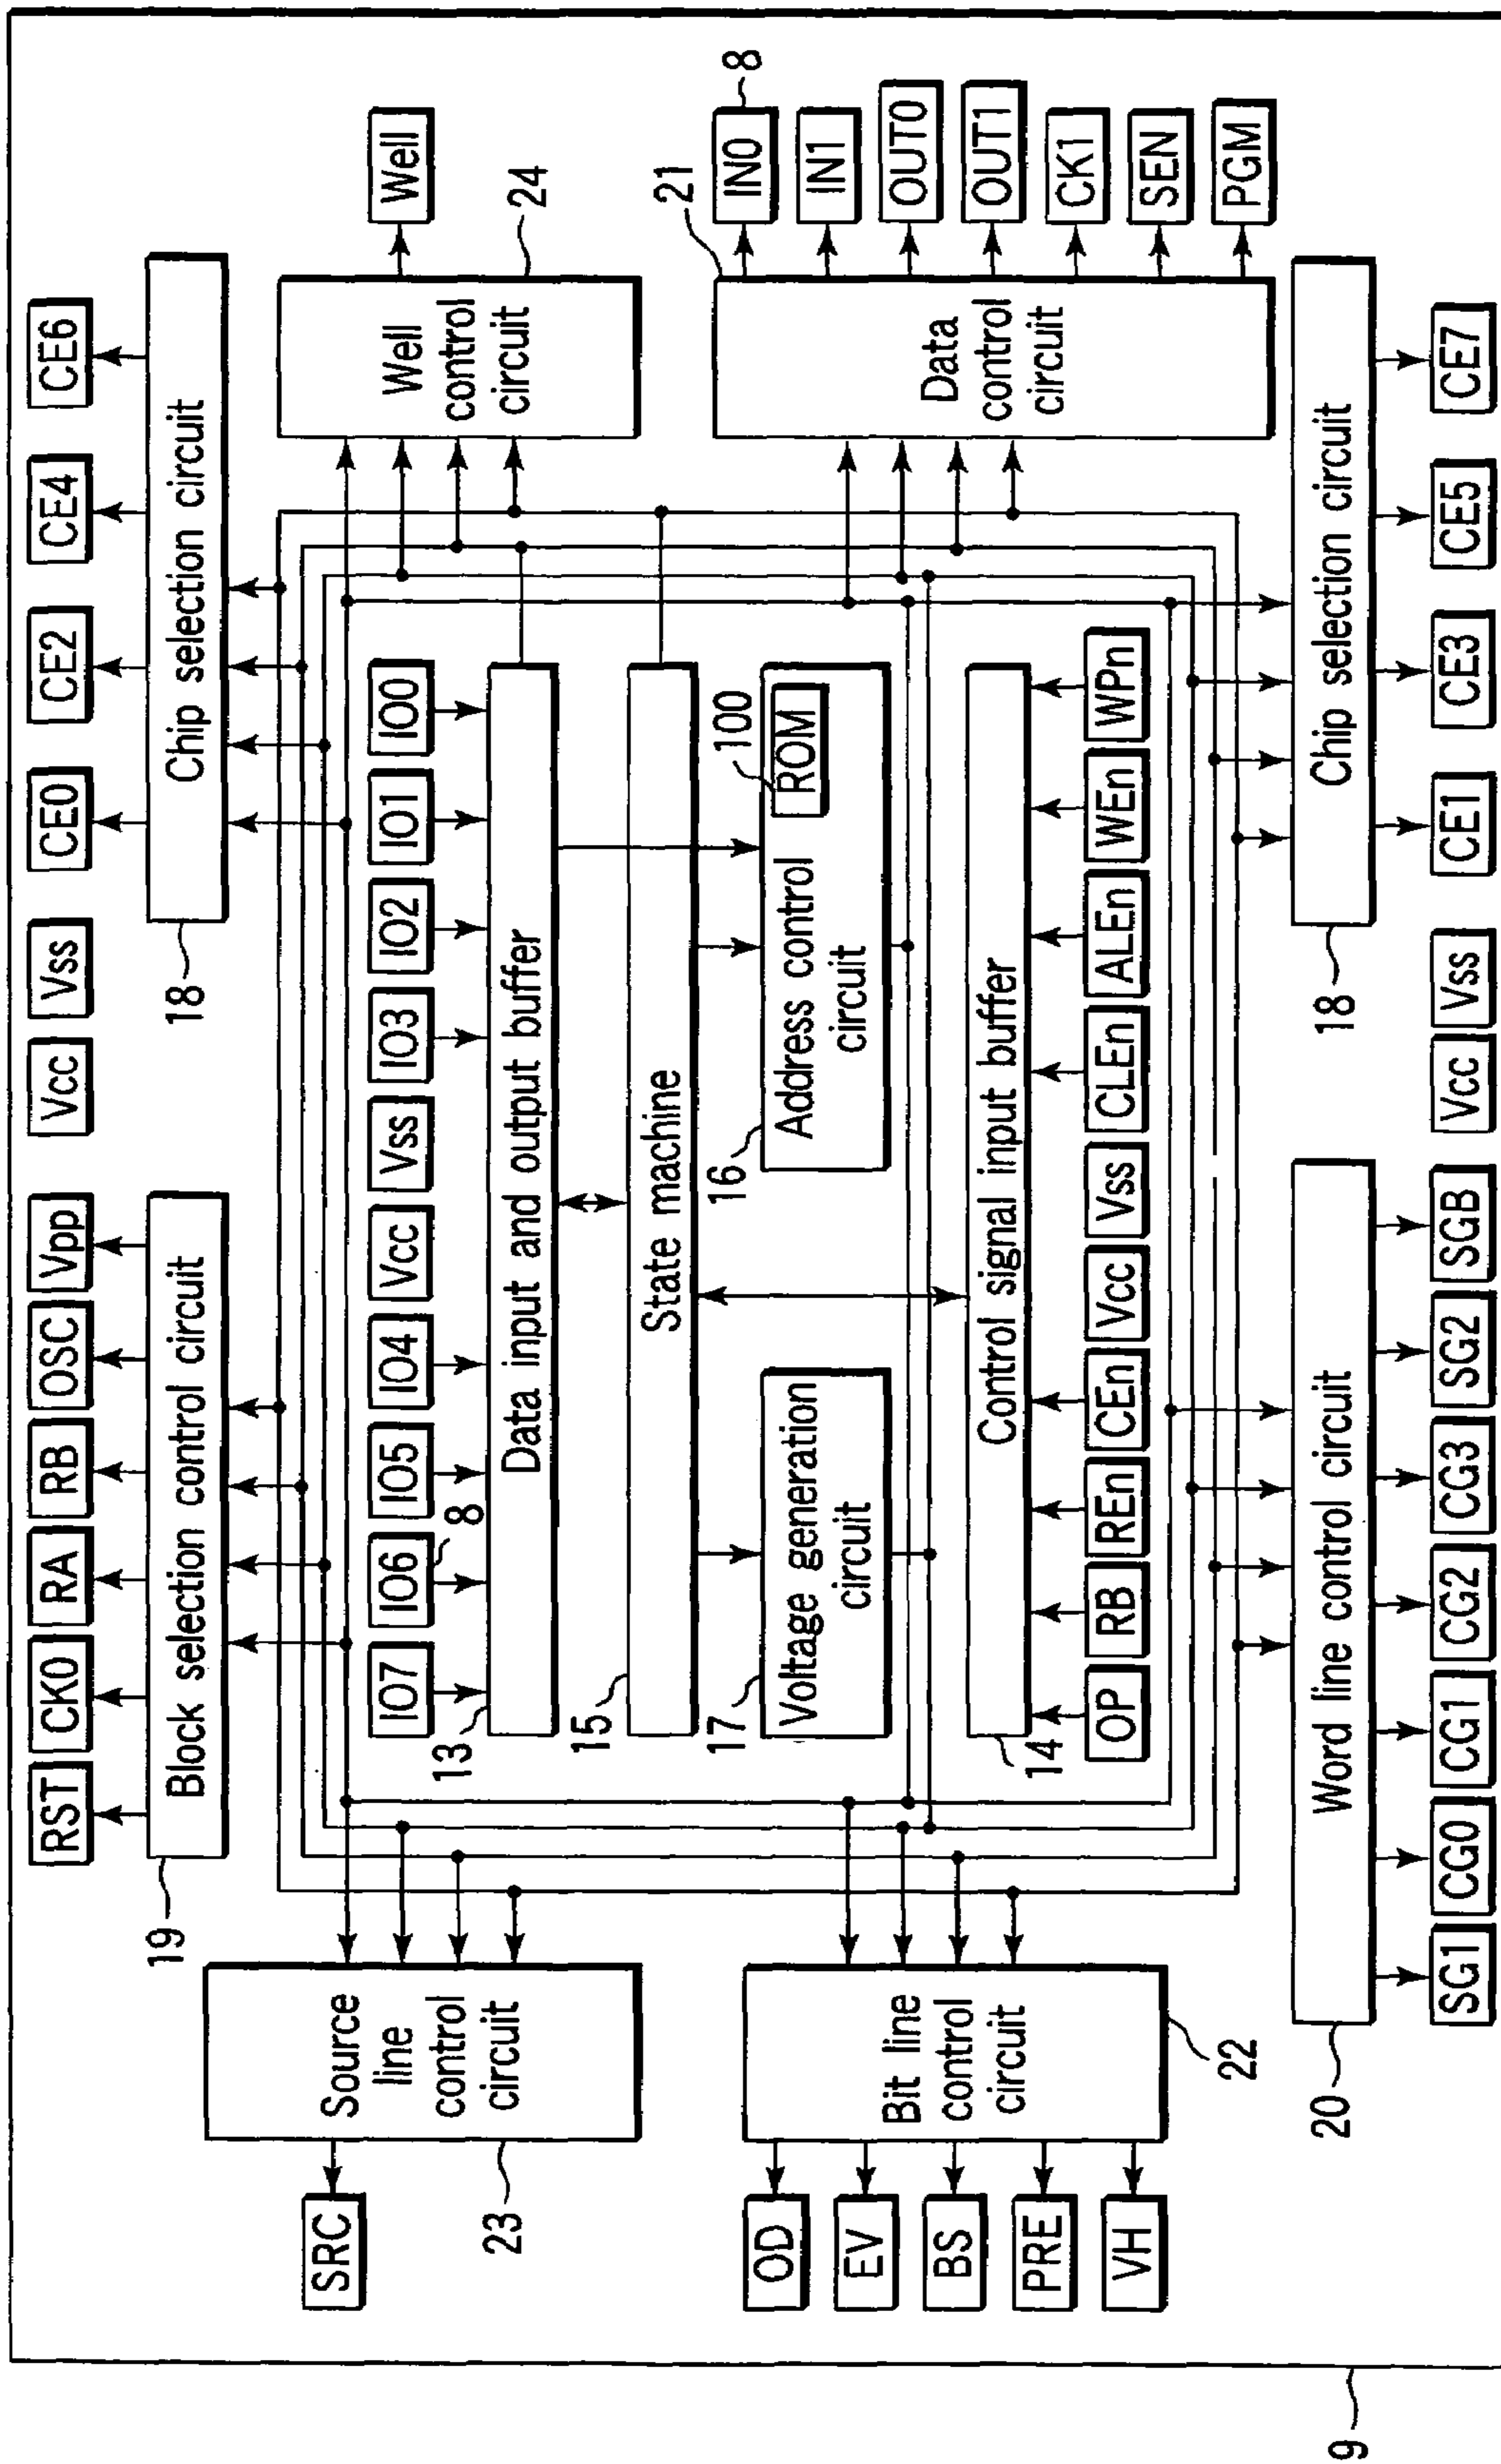 RST
CK0
RA
RB
OSC
Vpp
Vcc
Vss
CE0
CE2
CE4
CE6
19
Block selection control circuit
18
Chip selection circuit
SRC
23
Source
line
control
circuit
Well
control
circuit
24
Well
IO7
IO6
8
IO5
IO4
Vcc
Vss
IO3
IO2
IO1
IO0
13
Data input and output buffer
15
State machine
17
Voltage generation
circuit
16
Address control
circuit
100
ROM
14
Control signal input buffer
OP
RB
REn
CEn
Vcc
Vss
CLEn
ALEn
WEn
WPn
OD
EV
BS
PRE
VH
Bit line
control
circuit
22
21
Data
control
circuit
IN0
8
IN1
OUT0
OUT1
CK1
SEN
PGM
20
Word line control circuit
18
Chip selection circuit
SG1
CG0
CG1
CG2
CG3
SG2
SGB
Vcc
Vss
CE1
CE3
CE5
CE7
9